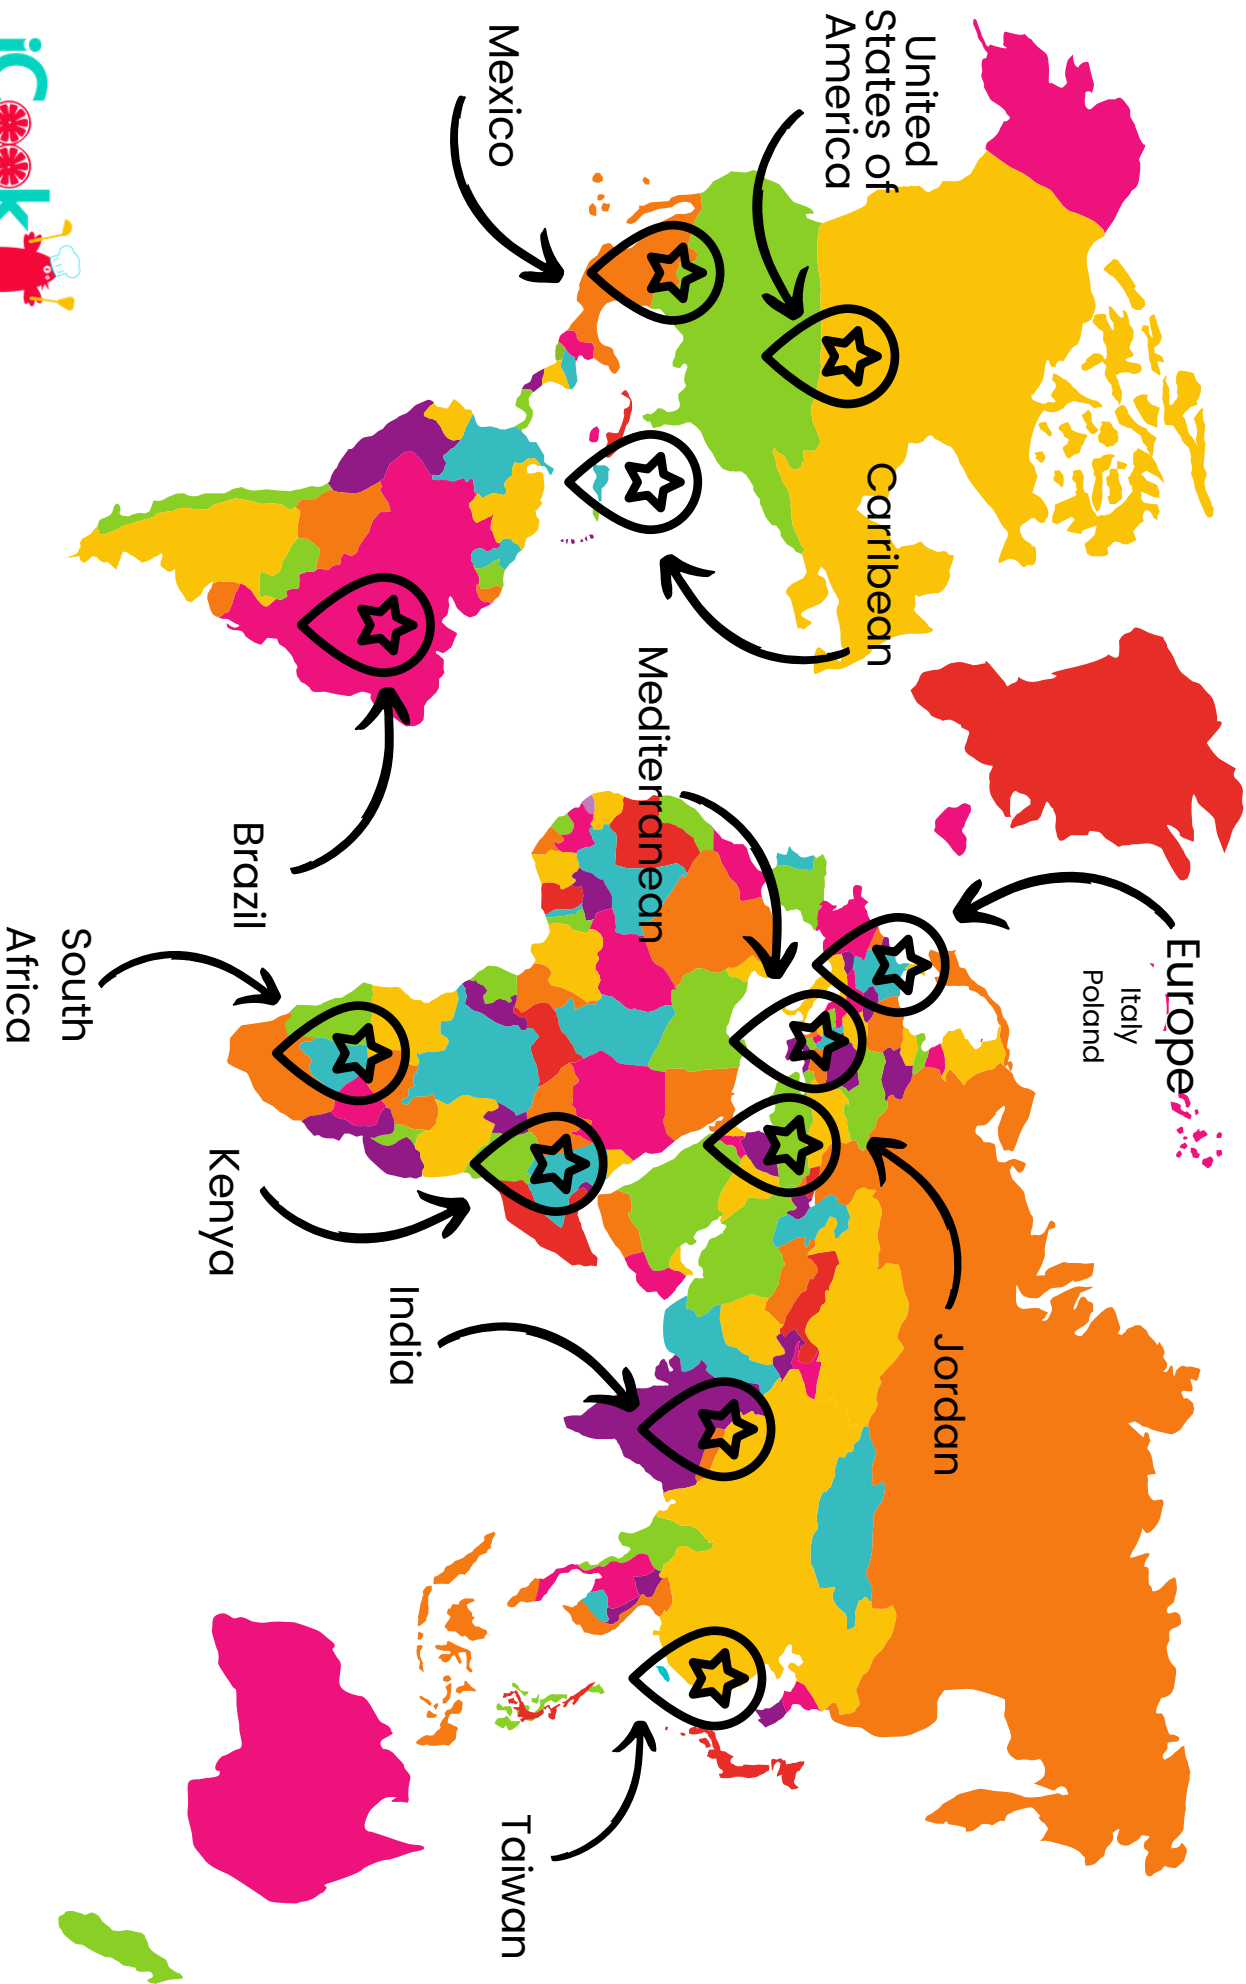 United
States of
America
Mexico
Carribean
Brazil
Mediterranean
Europe
Italy
Poland
South
Africa
Kenya
India
Jordan
Taiwan
iCook